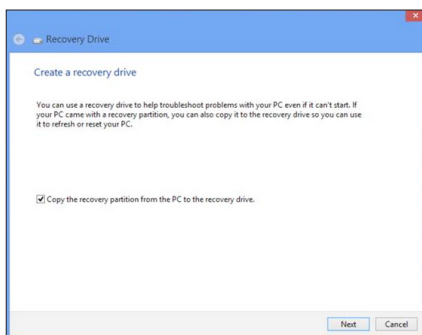 Recovery Drive
Create a recovery drive
You can use a recovery drive to help troubleshoot problems with your PC even if it can't start. If
your PC came with a recovery partition, you can also copy it to the recovery drive so you can use
it to refresh or reset your PC.
Copy the recovery partition from the PC to the recovery drive.
Next Cancel